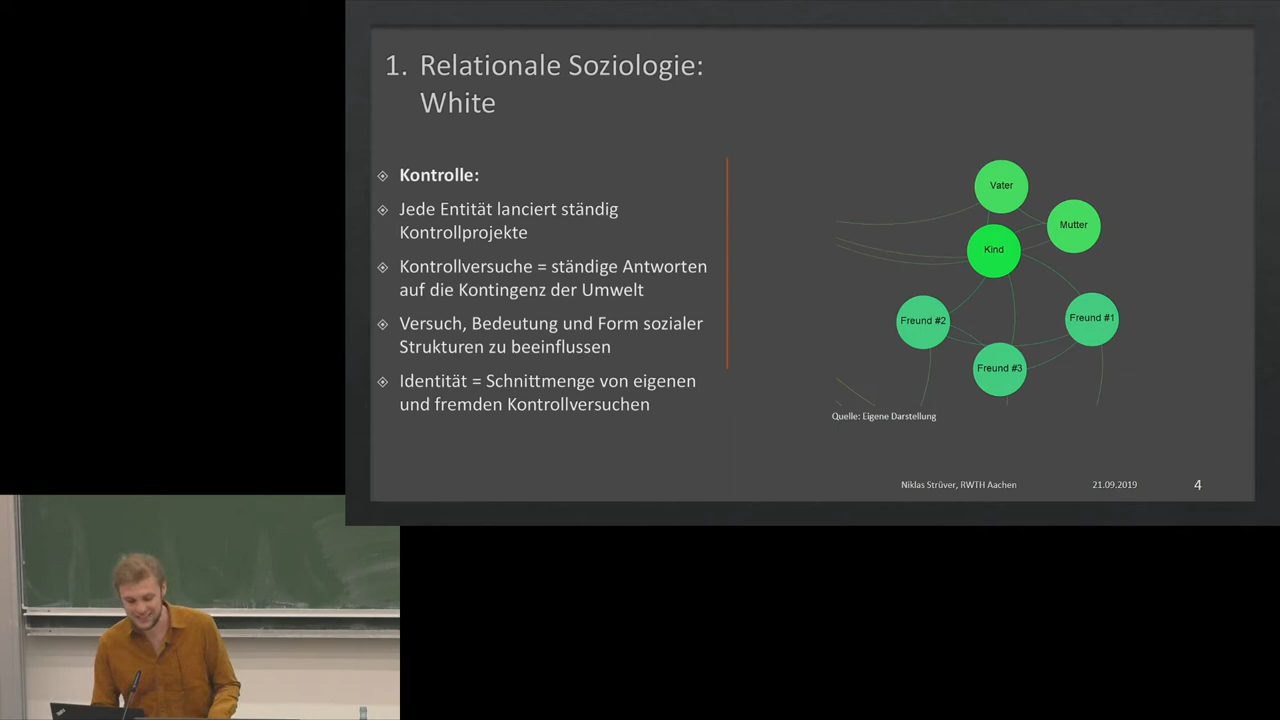 1. Relationale Soziologie:
White
Kontrolle:
Jede Entität lanciert ständig
Kontrollprojekte
Kontrollversuche = ständige Antworten
auf die Kontingenz der Umwelt
Versuch, Bedeutung und Form sozialer
Strukturen zu beeinflussen
Identität = Schnittmenge von eigenen
und fremden Kontrollversuchen
Vater
Mutter
Kind
Freund #2
Freund #1
Freund #3
Quelle: Eigene Darstellung
Niklas Strüver, RWTH Aachen
21.09.2019
4